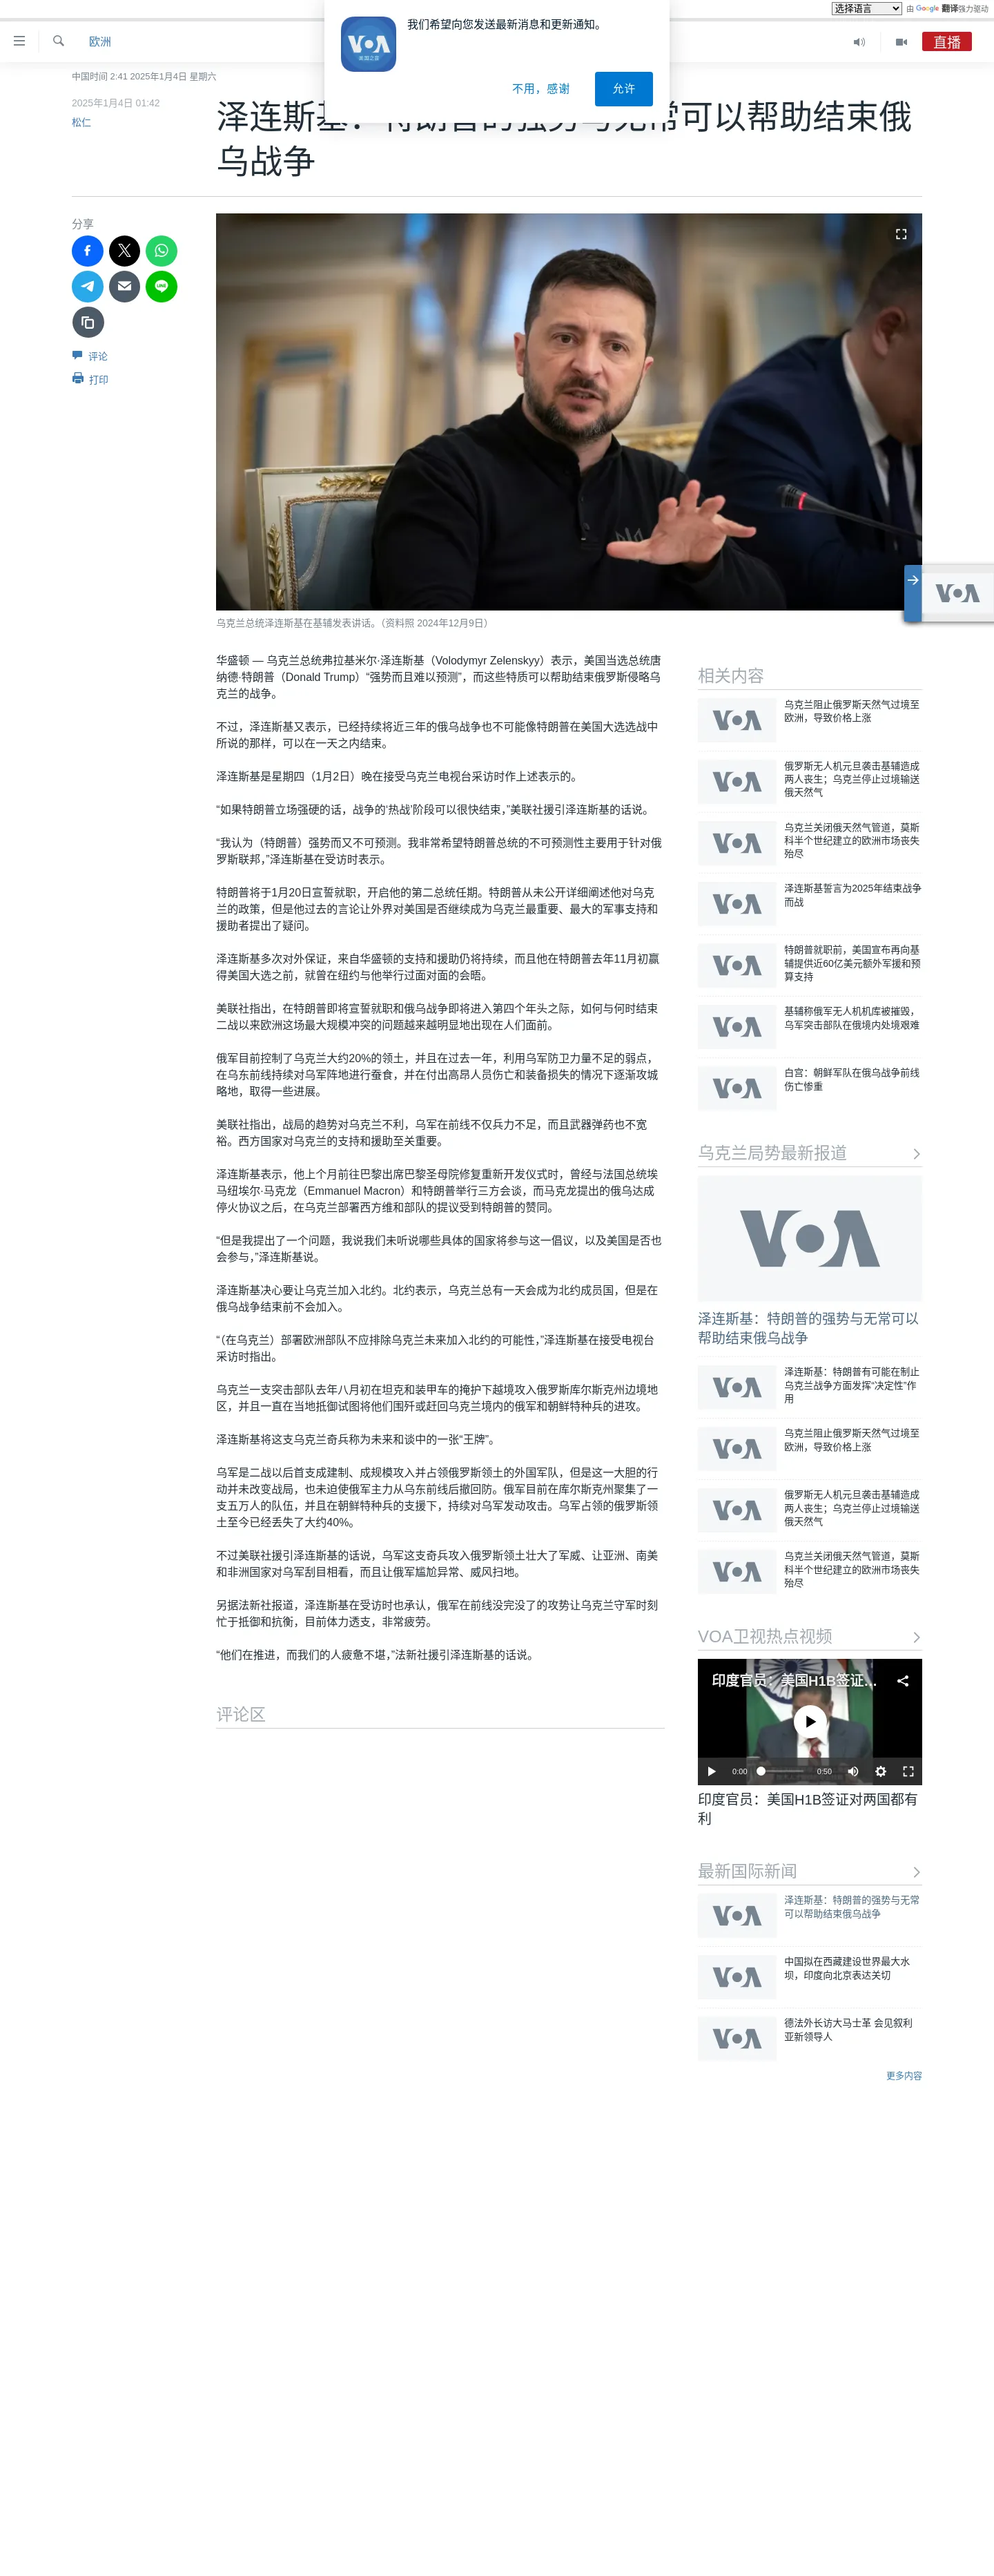 选择语言
由 Google 翻译强力驱动
欧洲
直播
我们希望向您发送最新消息和更新通知。
VOA
美国之音
不用，感谢
允许
中国时间 2:41 2025年1月4日 星期六
2025年1月4日 01:42
松仁
泽连斯基：特朗普的强势与无常可以帮助结束俄
乌战争
分享
LINE
评论
打印
VOA
乌克兰总统泽连斯基在基辅发表讲话。（资料照 2024年12月9日）
华盛顿 — 乌克兰总统弗拉基米尔·泽连斯基（Volodymyr Zelenskyy）表示，美国当选总统唐
纳德·特朗普（Donald Trump）“强势而且难以预测”，而这些特质可以帮助结束俄罗斯侵略乌
克兰的战争。
不过，泽连斯基又表示，已经持续将近三年的俄乌战争也不可能像特朗普在美国大选选战中
所说的那样，可以在一天之内结束。
泽连斯基是星期四（1月2日）晚在接受乌克兰电视台采访时作上述表示的。
“如果特朗普立场强硬的话，战争的‘热战’阶段可以很快结束，”美联社援引泽连斯基的话说。
“我认为（特朗普）强势而又不可预测。我非常希望特朗普总统的不可预测性主要用于针对俄
罗斯联邦，”泽连斯基在受访时表示。
特朗普将于1月20日宣誓就职，开启他的第二总统任期。特朗普从未公开详细阐述他对乌克
兰的政策，但是他过去的言论让外界对美国是否继续成为乌克兰最重要、最大的军事支持和
援助者提出了疑问。
泽连斯基多次对外保证，来自华盛顿的支持和援助仍将持续，而且他在特朗普去年11月初赢
得美国大选之前，就曾在纽约与他举行过面对面的会晤。
美联社指出，在特朗普即将宣誓就职和俄乌战争即将进入第四个年头之际，如何与何时结束
二战以来欧洲这场最大规模冲突的问题越来越明显地出现在人们面前。
俄军目前控制了乌克兰大约20%的领土，并且在过去一年，利用乌军防卫力量不足的弱点，
在乌东前线持续对乌军阵地进行蚕食，并在付出高昂人员伤亡和装备损失的情况下逐渐攻城
略地，取得一些进展。
美联社指出，战局的趋势对乌克兰不利，乌军在前线不仅兵力不足，而且武器弹药也不宽
裕。西方国家对乌克兰的支持和援助至关重要。
泽连斯基表示，他上个月前往巴黎出席巴黎圣母院修复重新开发仪式时，曾经与法国总统埃
马纽埃尔·马克龙（Emmanuel Macron）和特朗普举行三方会谈，而马克龙提出的俄乌达成
停火协议之后，在乌克兰部署西方维和部队的提议受到特朗普的赞同。
“但是我提出了一个问题，我说我们未听说哪些具体的国家将参与这一倡议，以及美国是否也
会参与，”泽连斯基说。
泽连斯基决心要让乌克兰加入北约。北约表示，乌克兰总有一天会成为北约成员国，但是在
俄乌战争结束前不会加入。
“（在乌克兰）部署欧洲部队不应排除乌克兰未来加入北约的可能性，”泽连斯基在接受电视台
采访时指出。
乌克兰一支突击部队去年八月初在坦克和装甲车的掩护下越境攻入俄罗斯库尔斯克州边境地
区，并且一直在当地抵御试图将他们围歼或赶回乌克兰境内的俄军和朝鲜特种兵的进攻。
泽连斯基将这支乌克兰奇兵称为未来和谈中的一张“王牌”。
乌军是二战以后首支成建制、成规模攻入并占领俄罗斯领土的外国军队，但是这一大胆的行
动并未改变战局，也未迫使俄军主力从乌东前线后撤回防。俄军目前在库尔斯克州聚集了一
支五万人的队伍，并且在朝鲜特种兵的支援下，持续对乌军发动攻击。乌军占领的俄罗斯领
土至今已经丢失了大约40%。
不过美联社援引泽连斯基的话说，乌军这支奇兵攻入俄罗斯领土壮大了军威、让亚洲、南美
和非洲国家对乌军刮目相看，而且让俄军尴尬异常、威风扫地。
另据法新社报道，泽连斯基在受访时也承认，俄军在前线没完没了的攻势让乌克兰守军时刻
忙于抵御和抗衡，目前体力透支，非常疲劳。
“他们在推进，而我们的人疲惫不堪，”法新社援引泽连斯基的话说。
评论区
相关内容
VOA
乌克兰阻止俄罗斯天然气过境至
欧洲，导致价格上涨
VOA
俄罗斯无人机元旦袭击基辅造成
两人丧生；乌克兰停止过境输送
俄天然气
VOA
乌克兰关闭俄天然气管道，莫斯
科半个世纪建立的欧洲市场丧失
殆尽
VOA
泽连斯基誓言为2025年结束战争
而战
VOA
特朗普就职前，美国宣布再向基
辅提供近60亿美元额外军援和预
算支持
VOA
基辅称俄军无人机机库被摧毁，
乌军突击部队在俄境内处境艰难
VOA
白宫：朝鲜军队在俄乌战争前线
伤亡惨重
乌克兰局势最新报道
VOA
泽连斯基：特朗普的强势与无常可以
帮助结束俄乌战争
VOA
泽连斯基：特朗普有可能在制止
乌克兰战争方面发挥“决定性”作
用
VOA
乌克兰阻止俄罗斯天然气过境至
欧洲，导致价格上涨
VOA
俄罗斯无人机元旦袭击基辅造成
两人丧生；乌克兰停止过境输送
俄天然气
VOA
乌克兰关闭俄天然气管道，莫斯
科半个世纪建立的欧洲市场丧失
殆尽
VOA卫视热点视频
印度官员：美国H1B签证...
0:00
0:50
印度官员：美国H1B签证对两国都有
利
最新国际新闻
VOA
泽连斯基：特朗普的强势与无常
可以帮助结束俄乌战争
VOA
中国拟在西藏建设世界最大水
坝，印度向北京表达关切
VOA
德法外长访大马士革 会见叙利
亚新领导人
更多内容